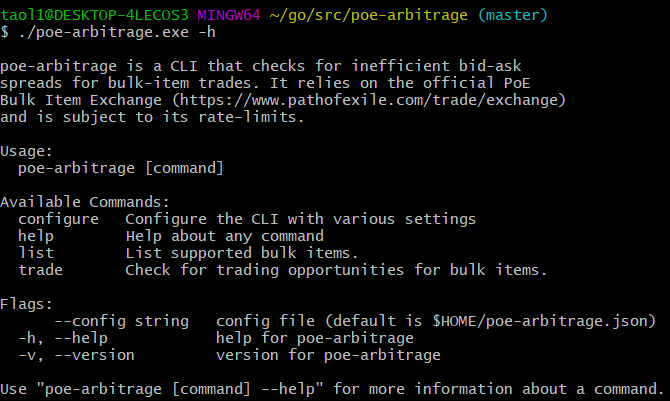 taol1@DESKTOP-4LECOS3 MINGW64 ~/go/src/poe-arbitrage (master)
$ ./poe-arbitrage.exe -h

poe-arbitrage is a CLI that checks for inefficient bid-ask
spreads for bulk-item trades. It relies on the official PoE
Bulk Item Exchange (https://www.pathofexile.com/trade/exchange)
and is subject to its rate-limits.

Usage:
  poe-arbitrage [command]

Available Commands:
  configure   Configure the CLI with various settings
  help        Help about any command
  list        List supported bulk items.
  trade       Check for trading opportunities for bulk items.

Flags:
      --config string   config file (default is $HOME/poe-arbitrage.json)
  -h, --help            help for poe-arbitrage
  -v, --version         version for poe-arbitrage

Use "poe-arbitrage [command] --help" for more information about a command.